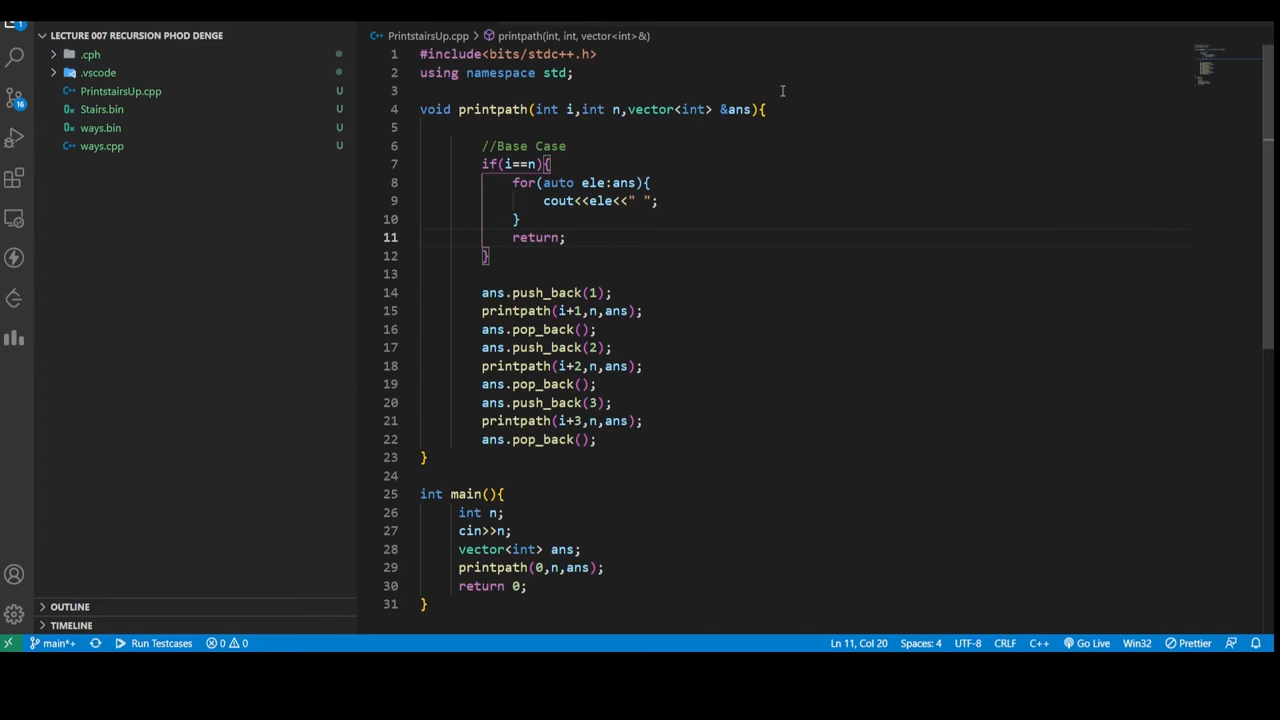 1
LECTURE 007 RECURSION PHOD DENGE
.cph
.vscode
PrintstairsUp.cpp U
Stairs.bin U
ways.bin U
ways.cpp U
16
OUTLINE
TIMELINE
PrintstairsUp.cpp > printpath(int, int, vector<int>&)
1 #include<bits/stdc++.h>
2 using namespace std;
3
4 void printpath(int i,int n,vector<int> &ans){
5
6 //Base Case
7 if(i==n){
8 for(auto ele:ans){
9 cout<<ele<<" ";
10 }
11 return;
12 }
13
14 ans.push_back(1);
15 printpath(i+1,n,ans);
16 ans.pop_back();
17 ans.push_back(2);
18 printpath(i+2,n,ans);
19 ans.pop_back();
20 ans.push_back(3);
21 printpath(i+3,n,ans);
22 ans.pop_back();
23 }
24
25 int main(){
26 int n;
27 cin>>n;
28 vector<int> ans;
29 printpath(0,n,ans);
30 return 0;
31 }
main*+ Run Testcases 0 0 Ln 11, Col 20 Spaces: 4 UTF-8 CRLF C++ Go Live Win32 Prettier